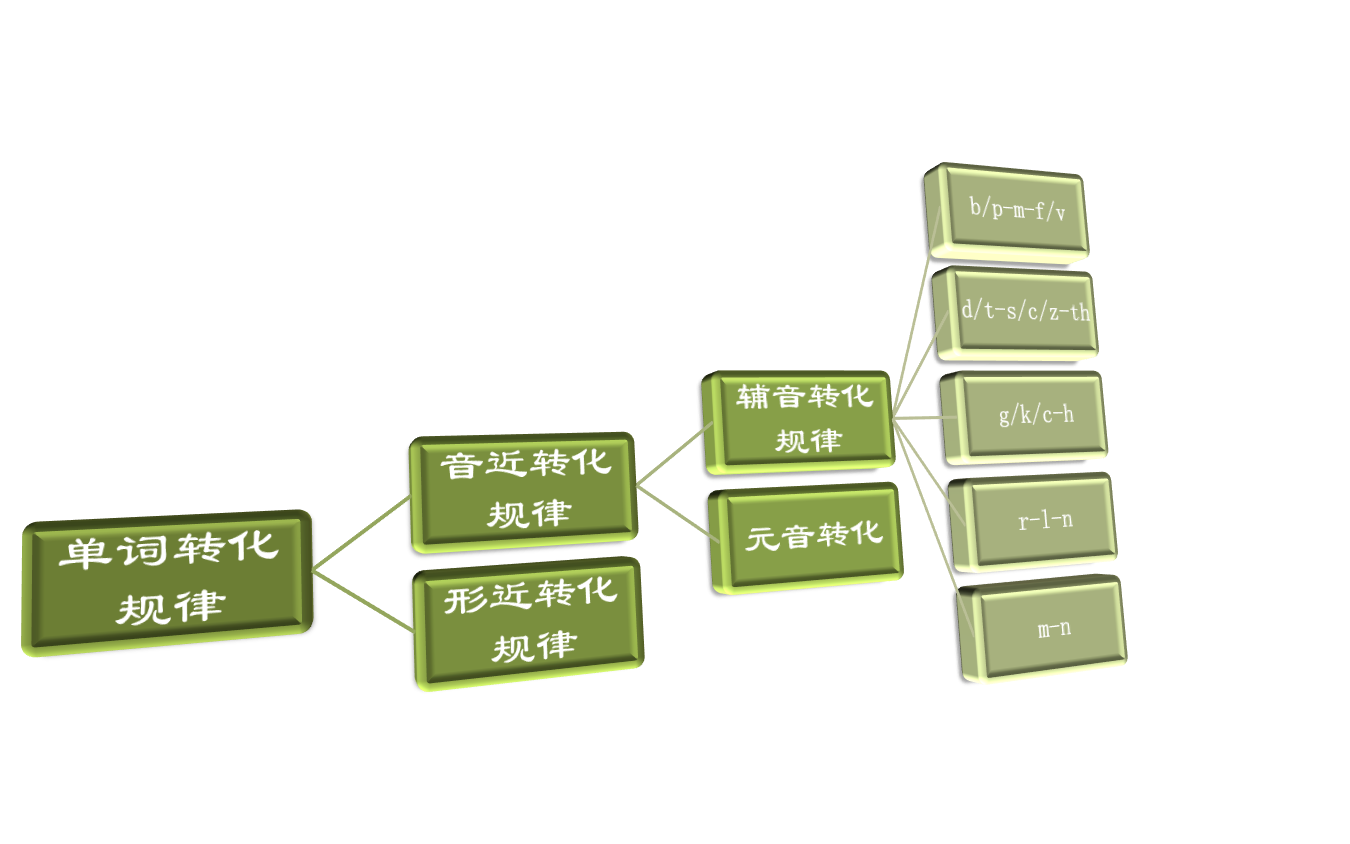 单词转化
规律
音近转化
规律
形近转化
规律
辅音转化
规律
元音转化
b/p-m-f/v
d/t-s/c/z-th
g/k/c-h
r-l-n
m-n